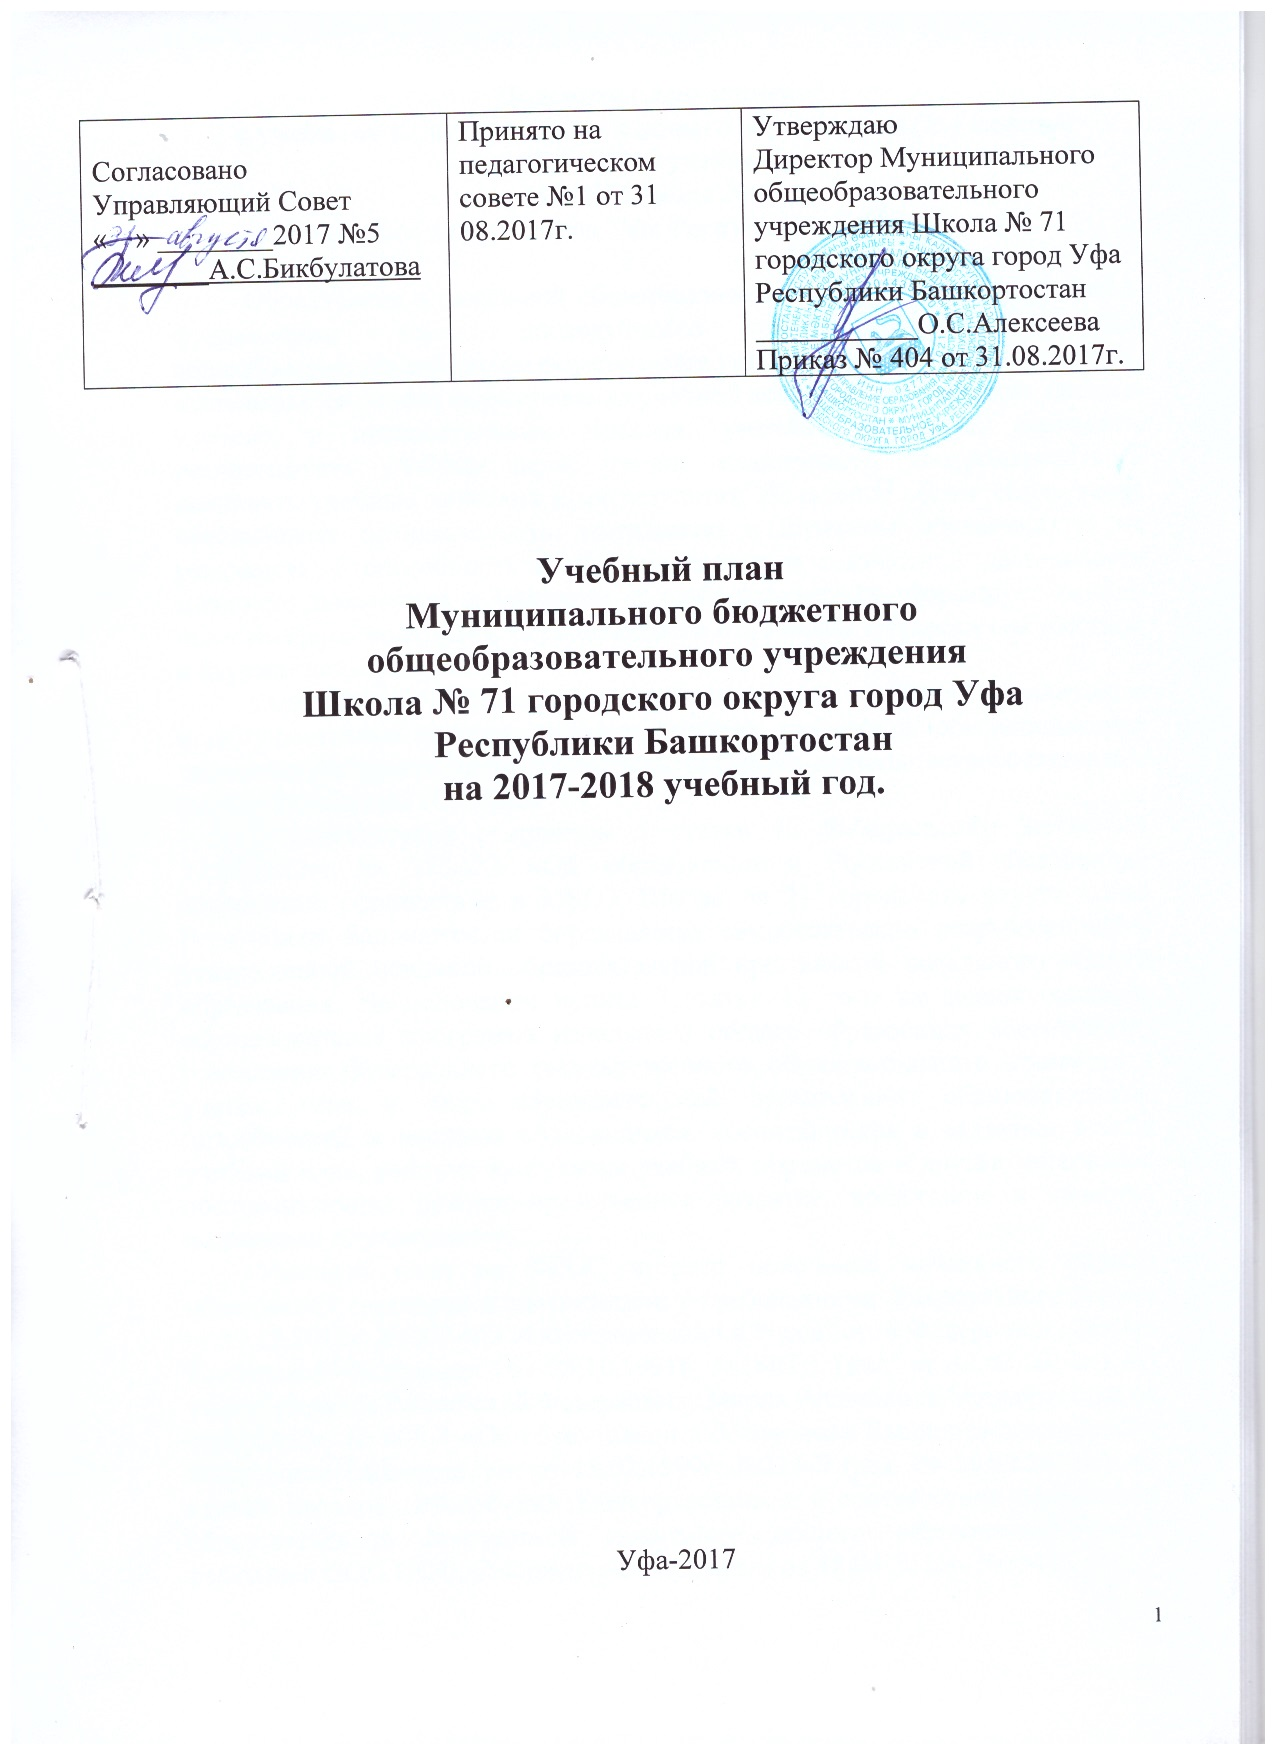 Согласовано
Управляющий Совет
«31» августа 2017 №5
А.С.Бикбулатова
Принято на
педагогическом
совете №1 от 31
08.2017г.
Утверждаю
Директор Муниципального
общеобразовательного
учреждения Школа № 71
городского округа город Уфа
Республики Башкортостан
О.С.Алексеева
Приказ № 404 от 31.08.2017г.
Учебный план
Муниципального бюджетного
общеобразовательного учреждения
Школа № 71 городского округа город Уфа
Республики Башкортостан
на 2017-2018 учебный год.
Уфа-2017
1